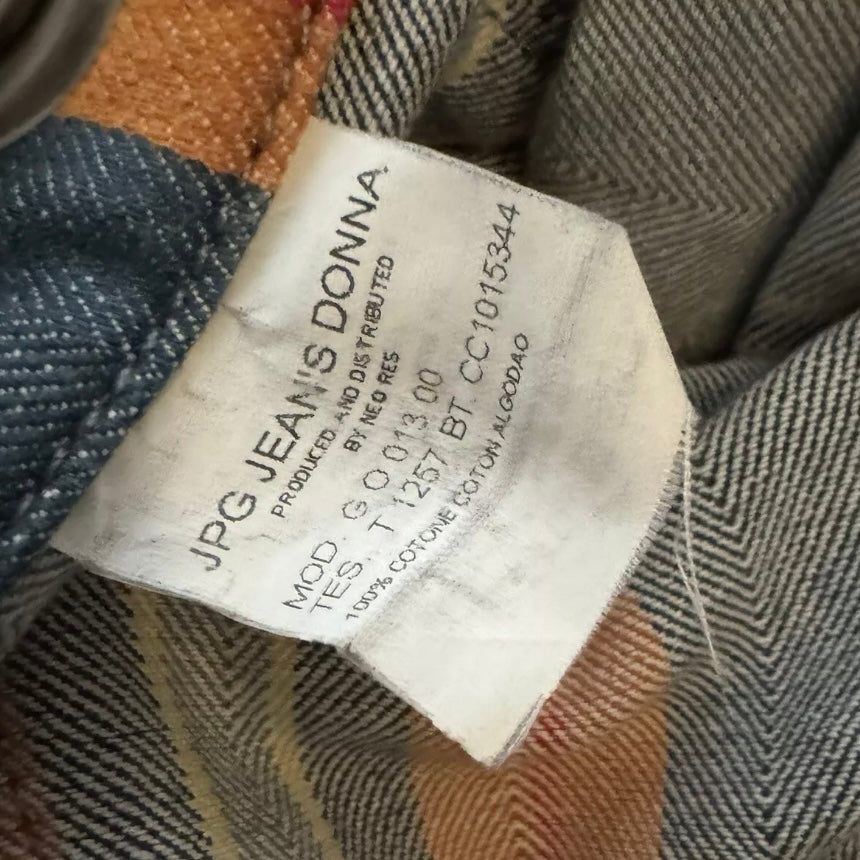 JPG JEAN'S DONNA
PRODUCED AND DISTRIBUTED
BY NEO RES
MOD. G O 013 00
TES. T 1257 BT CC1015344
100% COTONE COTON ALGODAO